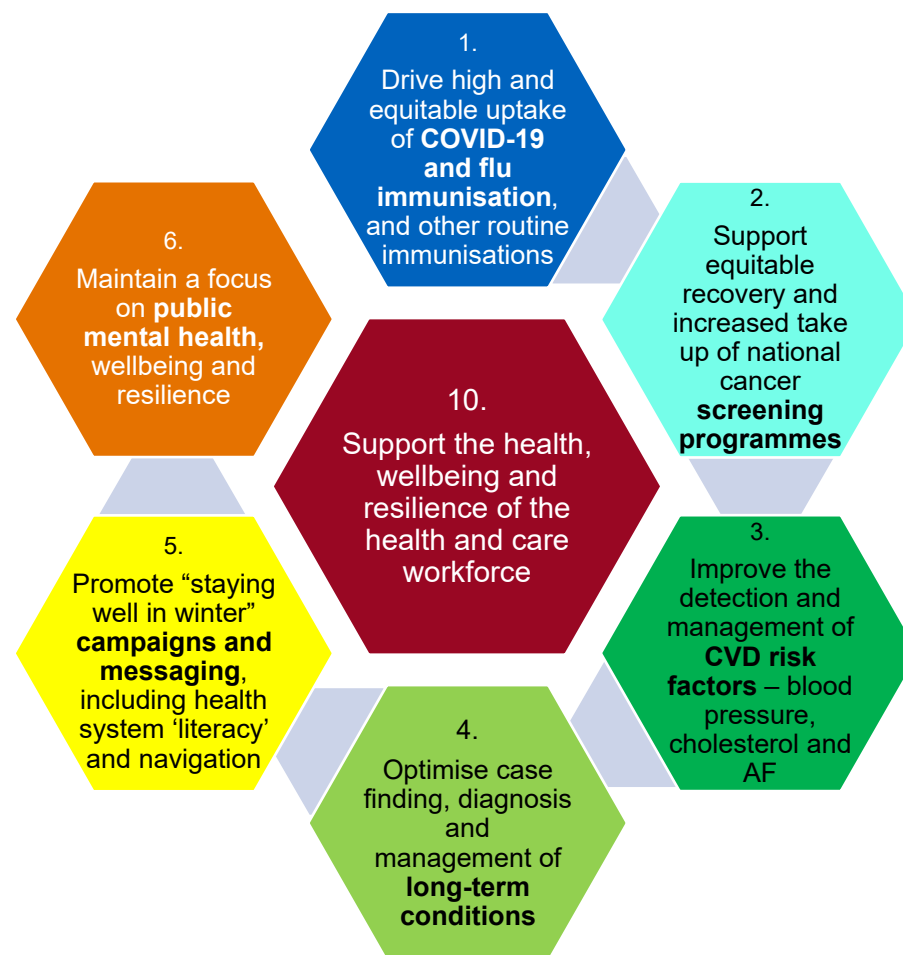 1.
Drive high and
equitable uptake
of COVID-19
and flu
immunisation,
and other routine
immunisations
2.
Support
equitable
recovery and
increased take
up of national
cancer
screening
programmes
3.
Improve the
detection and
management of
CVD risk
factors – blood
pressure,
cholesterol and
AF
4.
Optimise case
finding, diagnosis
and
management of
long-term
conditions
5.
Promote “staying
well in winter”
campaigns and
messaging,
including health
system ‘literacy’
and navigation
6.
Maintain a focus
on public
mental health,
wellbeing and
resilience
10.
Support the health,
wellbeing and
resilience of the
health and care
workforce